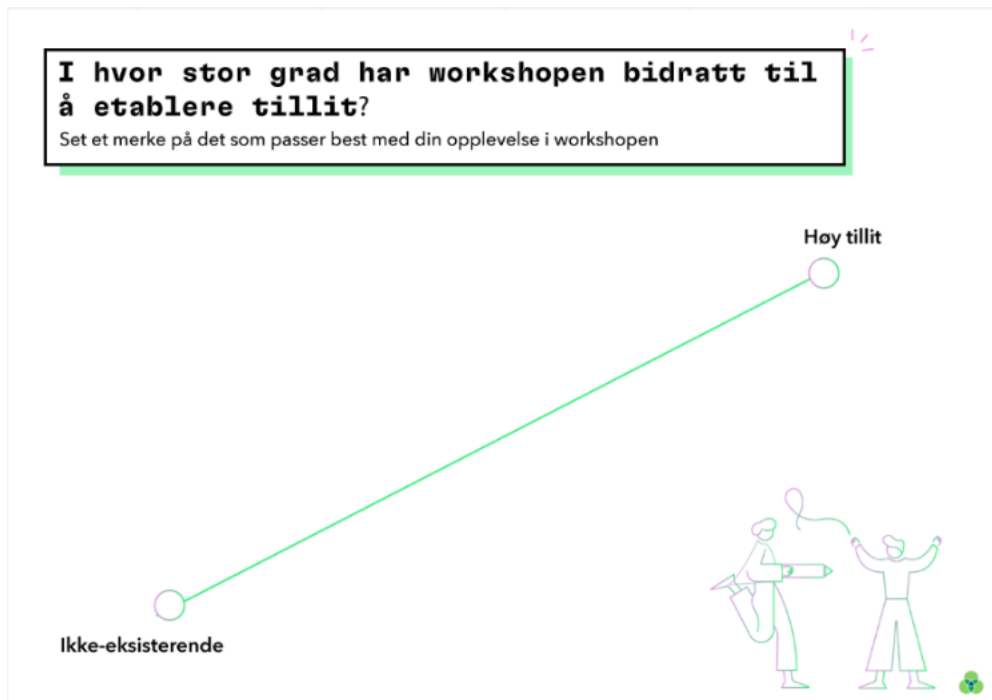 I hvor stor grad har workshopen bidratt til
å etablere tillit?
Set et merke på det som passer best med din opplevelse i workshopen
Høy tillit
Ikke-eksisterende